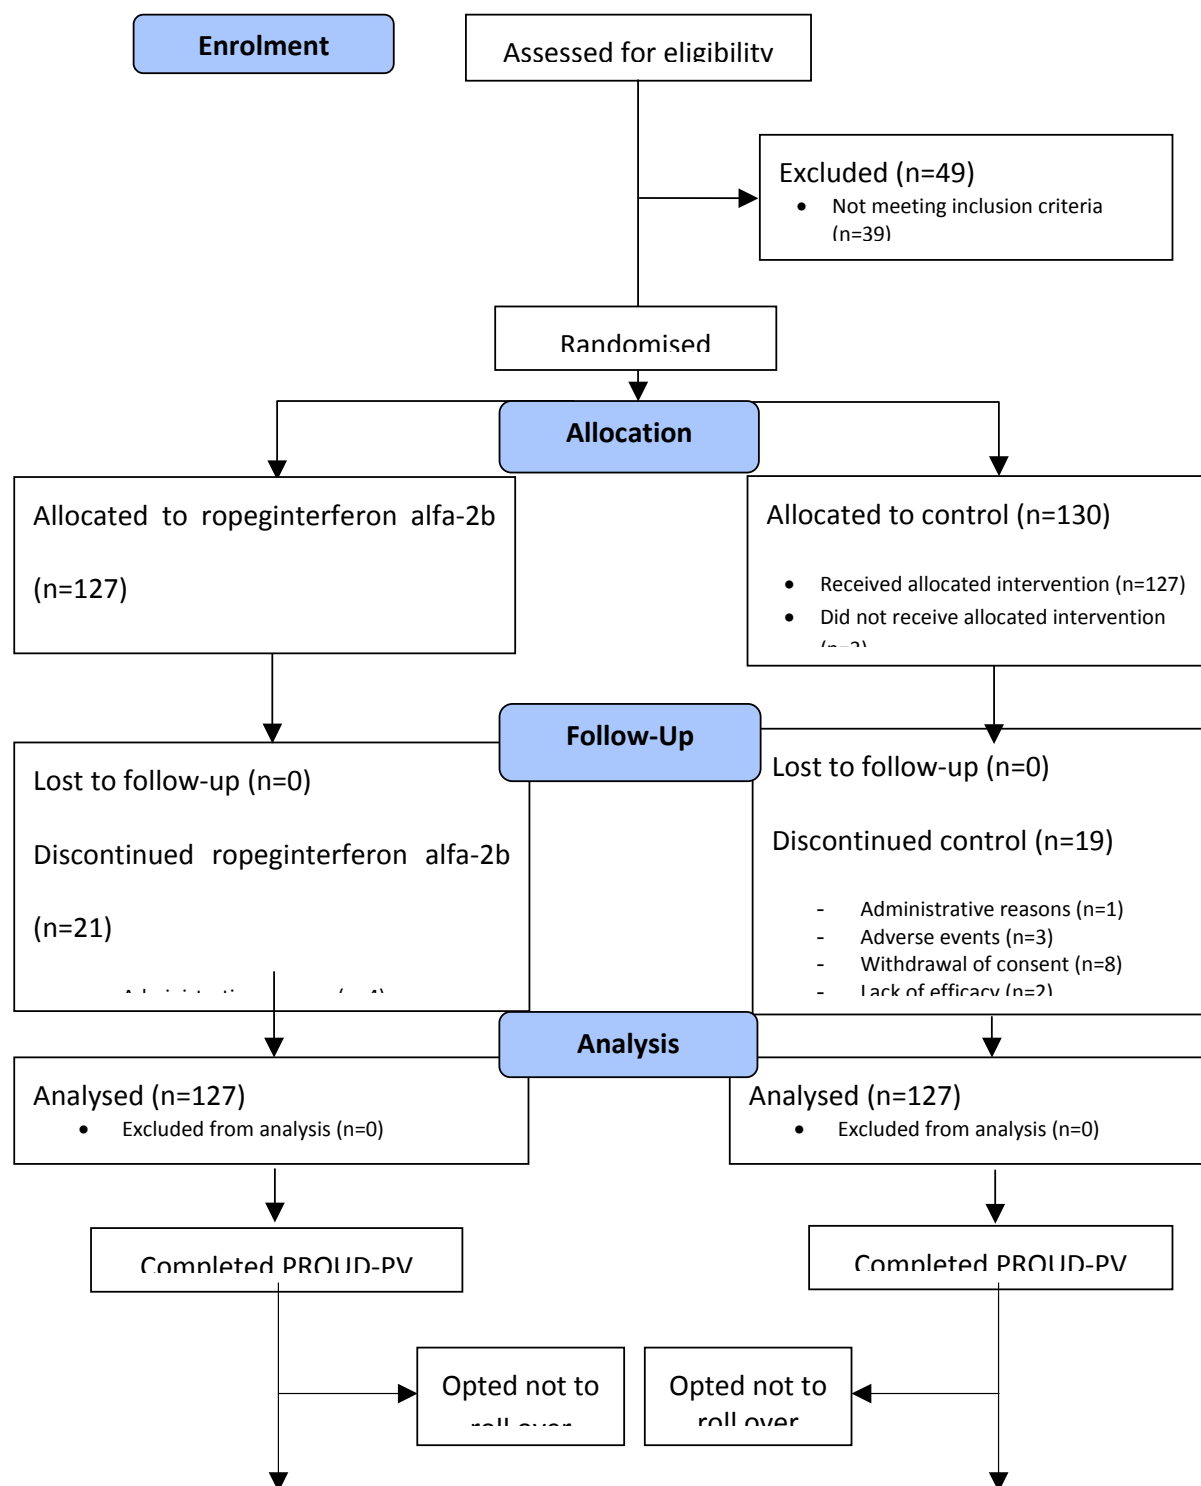 Enrolment
Assessed for eligibility
Excluded (n=49)
• Not meeting inclusion criteria
(n=39)
Randomised
Allocation
Allocated to ropeginterferon alfa-2b
(n=127)
Allocated to control (n=130)
• Received allocated intervention (n=127)
• Did not receive allocated intervention
Follow-Up
Lost to follow-up (n=0)
Discontinued ropeginterferon alfa-2b
(n=21)
Lost to follow-up (n=0)
Discontinued control (n=19)
- Administrative reasons (n=1)
- Adverse events (n=3)
- Withdrawal of consent (n=8)
- Lack of efficacy (n=2)
Analysis
Analysed (n=127)
• Excluded from analysis (n=0)
Analysed (n=127)
• Excluded from analysis (n=0)
Completed PROUD-PV
Completed PROUD-PV
Opted not to
roll over
Opted not to
roll over